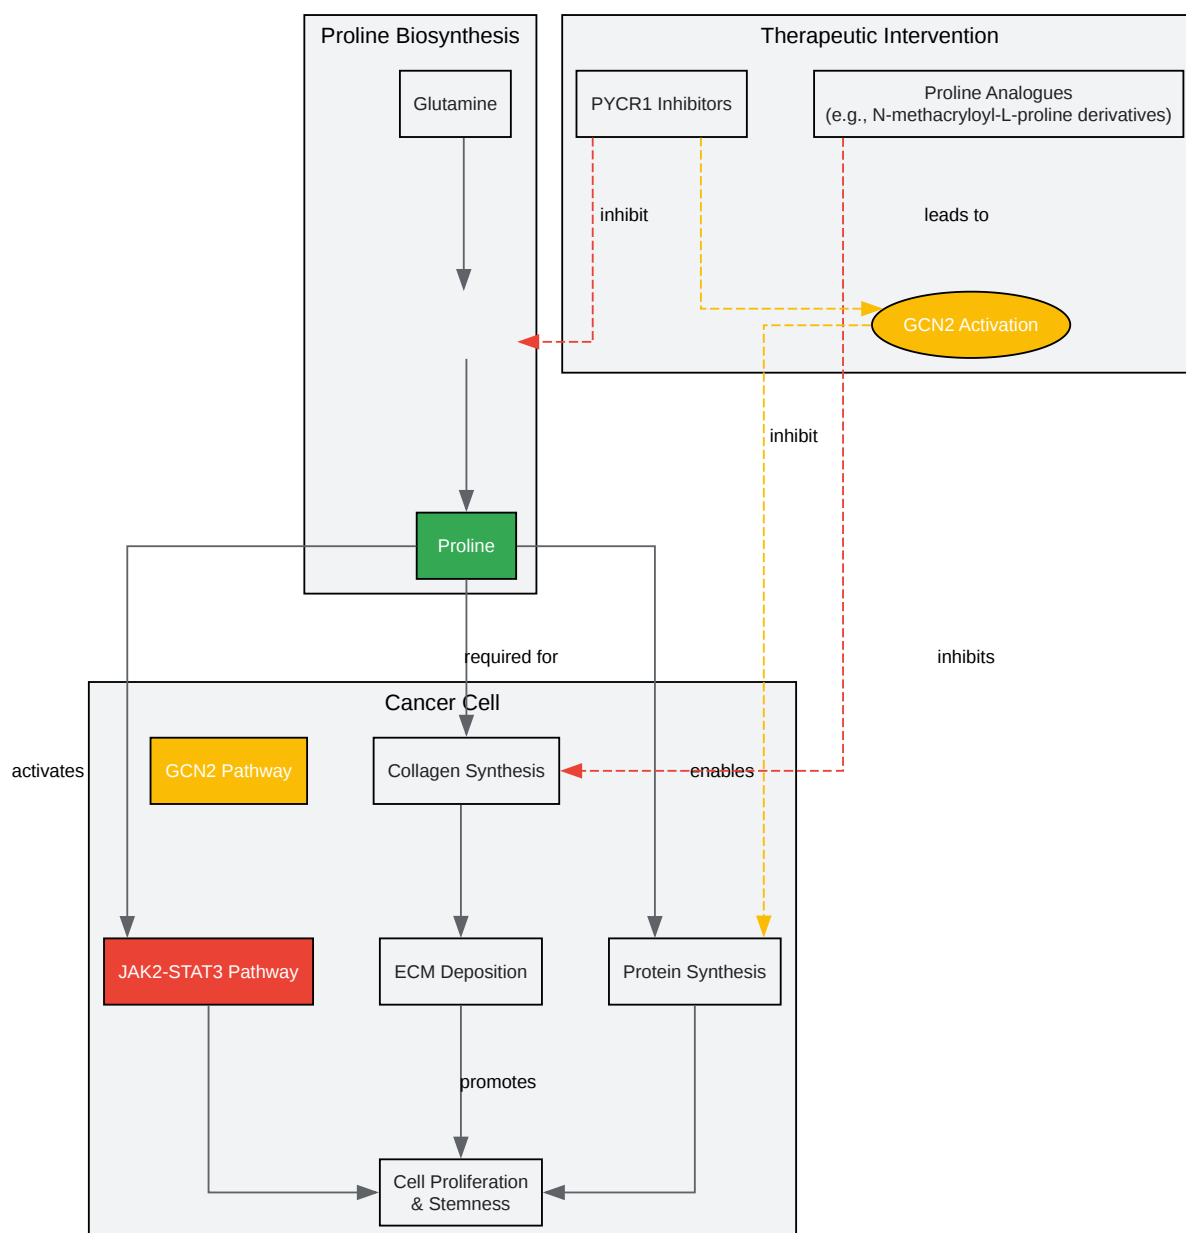 Proline Biosynthesis
Therapeutic Intervention
Glutamine
PYCR1 Inhibitors
Proline Analogues
(e.g., N-methacryloyl-L-proline derivatives)
inhibit
leads to
GCN2 Activation
inhibit
Proline
required for
inhibits
Cancer Cell
activates
GCN2 Pathway
Collagen Synthesis
enables
JAK2-STAT3 Pathway
ECM Deposition
Protein Synthesis
promotes
Cell Proliferation
& Stemness